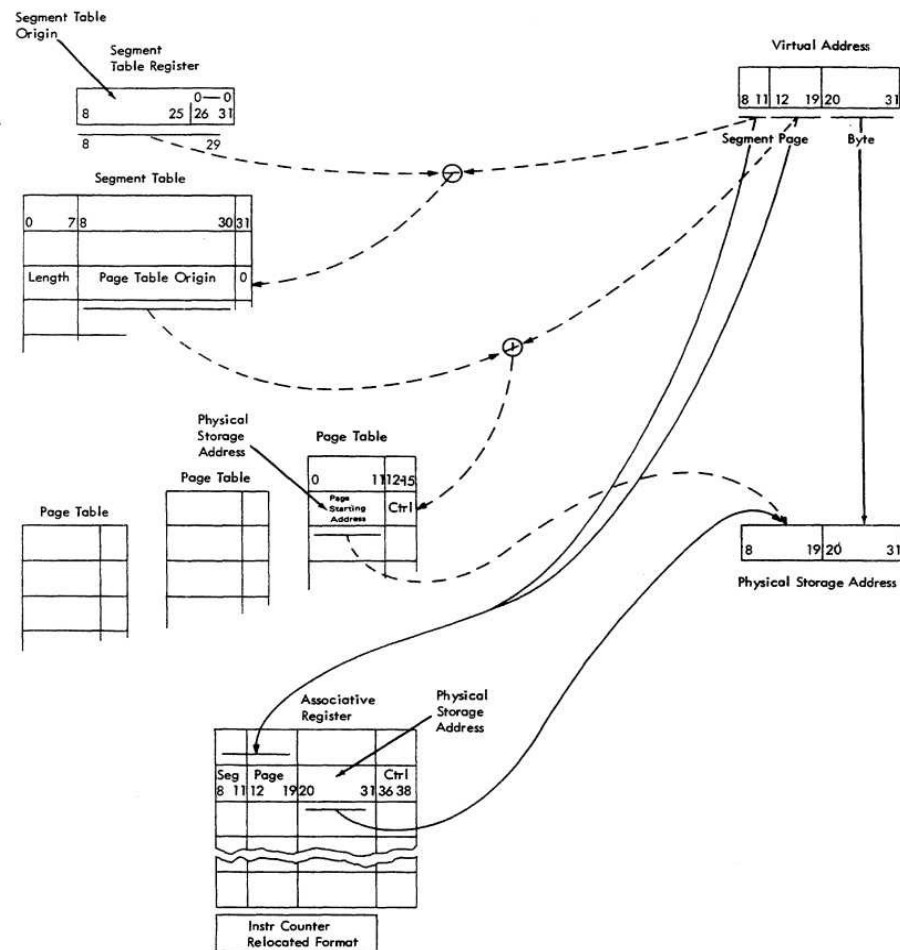 Segment Table
Origin
Segment
Table Register
0—0
8 25 26 31
8 29
Virtual Address
8 11 12 19 20 31
Segment Page Byte
Segment Table
0 7 8 30 31
Length Page Table Origin 0
Physical
Storage
Address
Page Table
0 11 12-15
Page
Starting
Address
Ctrl
Page Table
Page Table
8 19 20 31
Physical Storage Address
Associative
Register
Physical
Storage
Address
Seg Page Ctrl
8 11 12 19 20 31 36 38
Instr Counter
Relocated Format